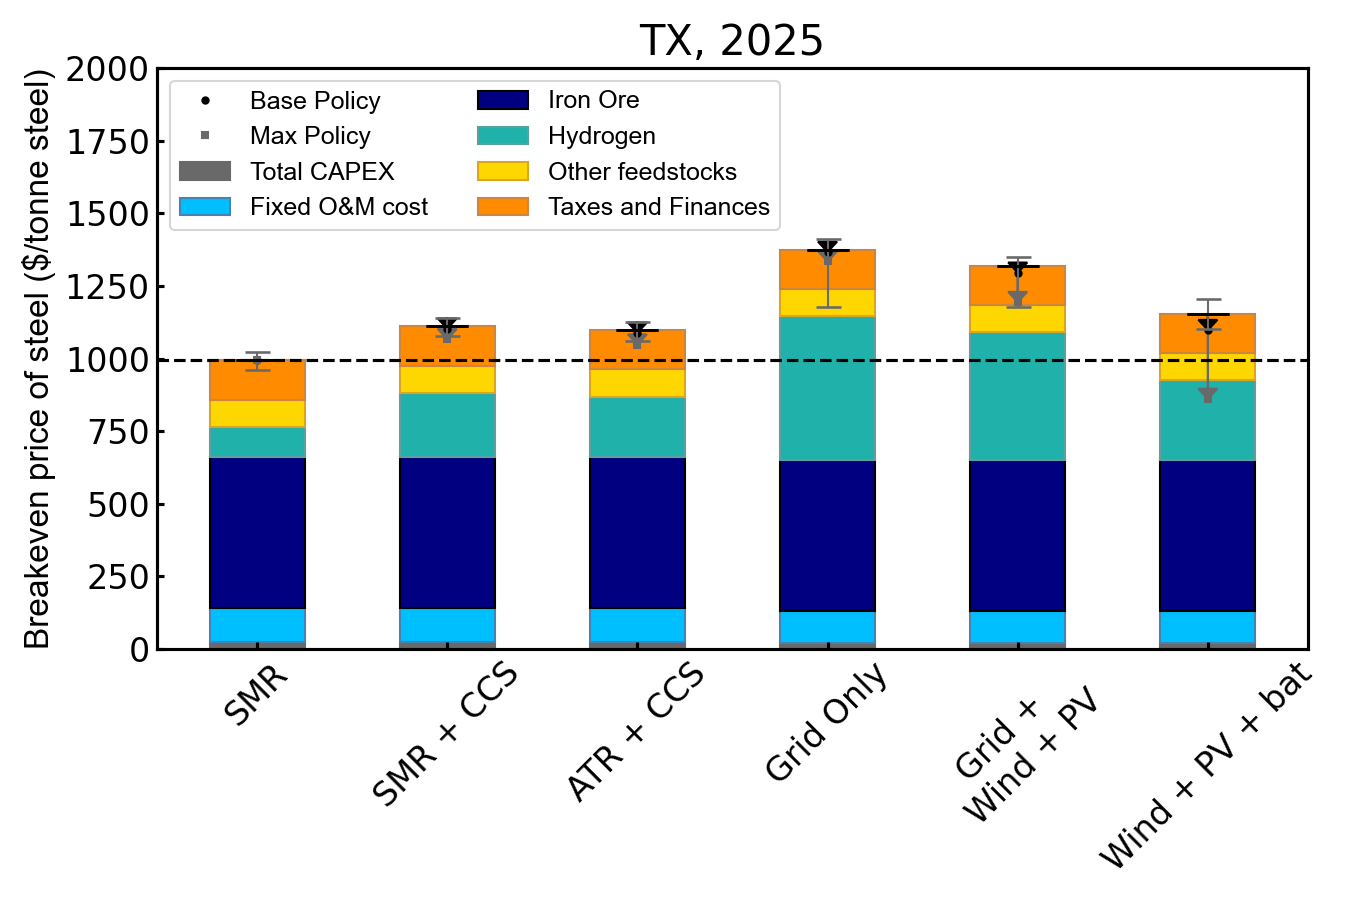 TX, 2025
Breakeven price of steel ($/tonne steel)
2000
1750
1500
1250
1000
750
500
250
0
Base Policy
Max Policy
Total CAPEX
Fixed O&M cost
Iron Ore
Hydrogen
Other feedstocks
Taxes and Finances
SMR
SMR + CCS
ATR + CCS
Grid Only
Grid +
Wind + PV
Wind + PV + bat